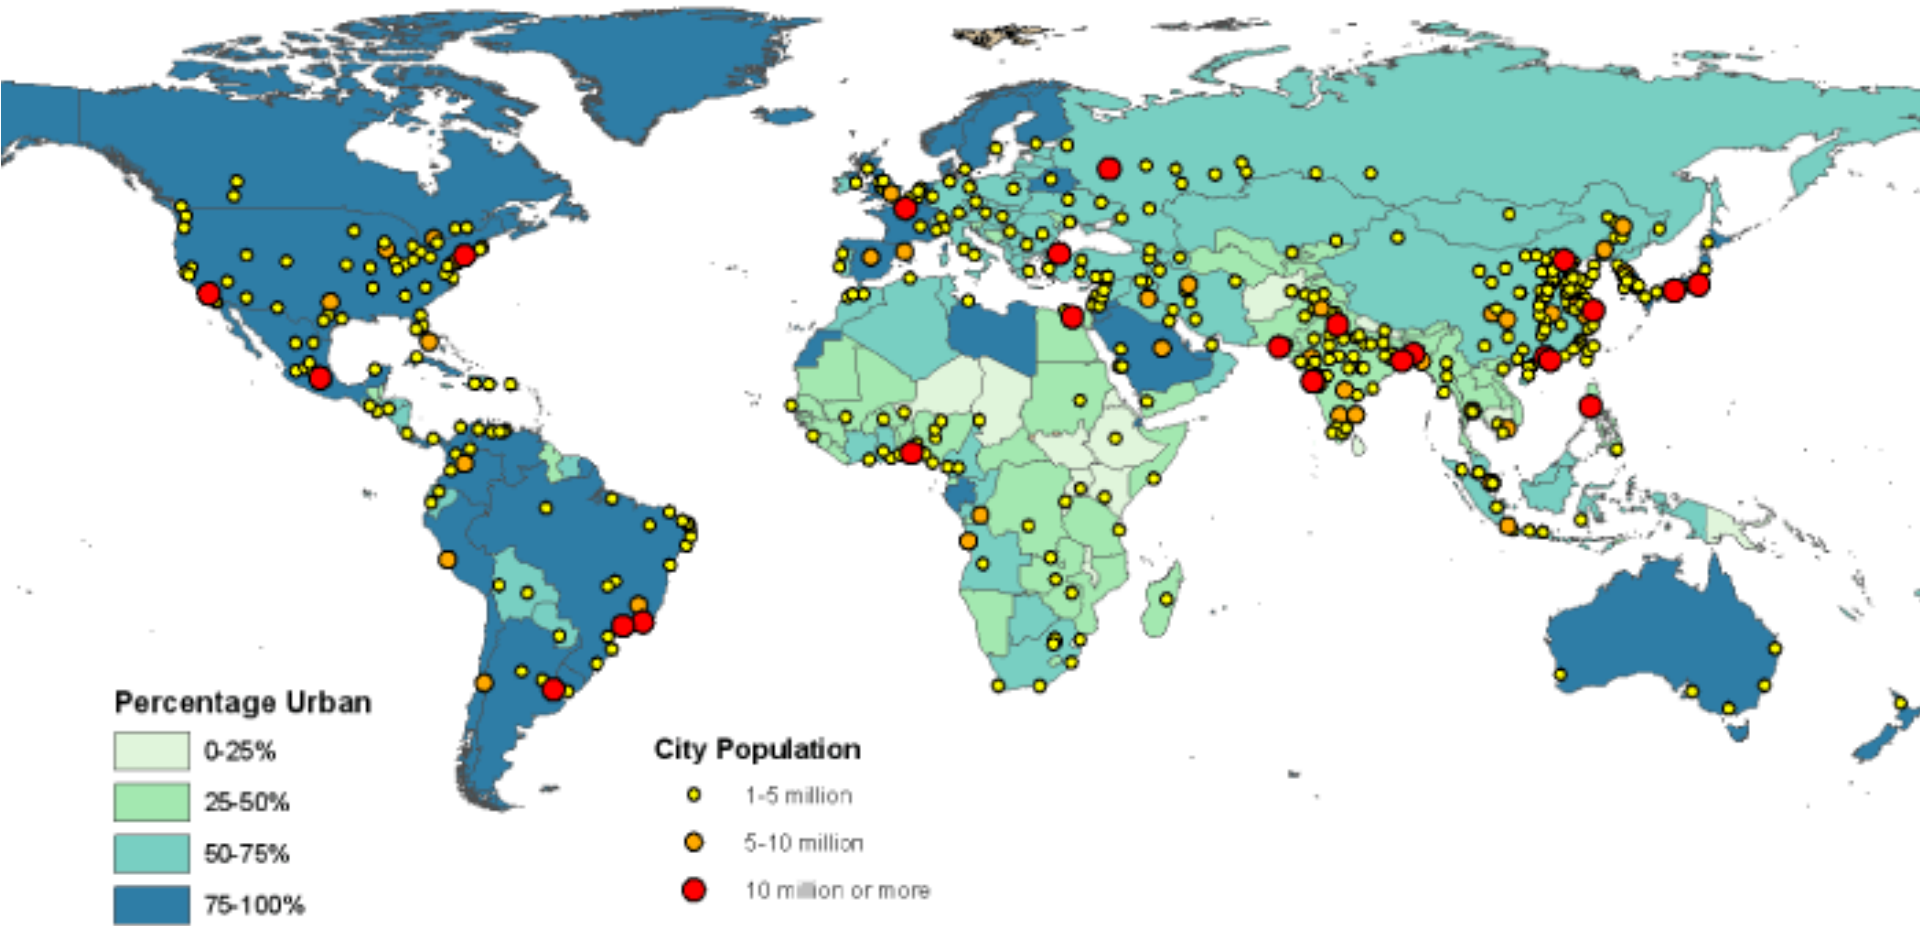 Percentage Urban
0-25%
25-50%
50-75%
75-100%
City Population
1-5 million
5-10 million
10 million or more